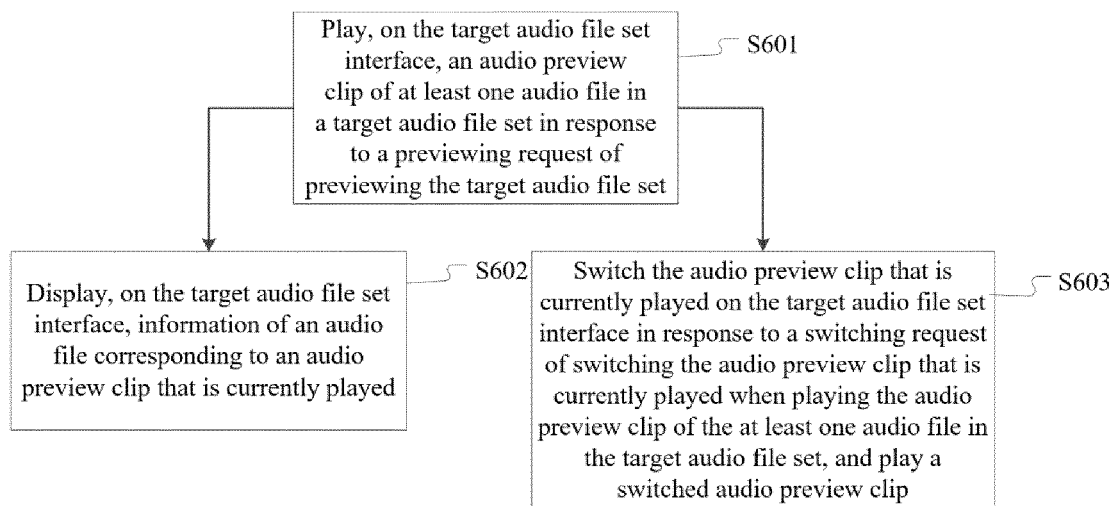 Play, on the target audio file set
interface, an audio preview
clip of at least one audio file in
a target audio file set in response
to a previewing request of
previewing the target audio file set
S601
Display, on the target audio file set
interface, information of an audio
file corresponding to an audio
preview clip that is currently played
S602
Switch the audio preview clip that is
currently played on the target audio file set
interface in response to a switching request
of switching the audio preview clip that is
currently played when playing the audio
preview clip of the at least one audio file in
the target audio file set, and play a
switched audio preview clip
S603